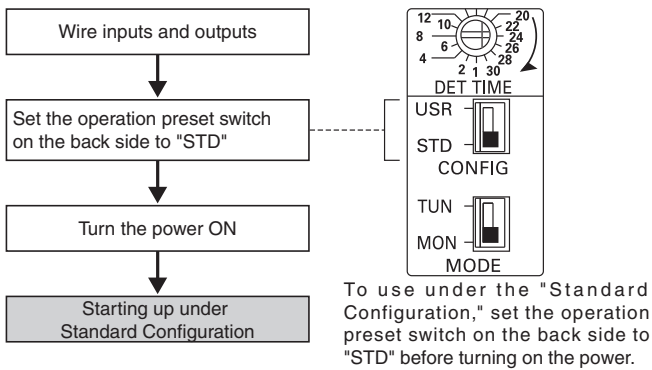 Wire inputs and outputs
Set the operation preset switch
on the back side to "STD"
Turn the power ON
Starting up under
Standard Configuration
12
10
8
6
4
2
1
30
28
26
24
22
20
DET TIME
USR
STD
CONFIG
TUN
MON
MODE
To use under the "Standard
Configuration," set the operation
preset switch on the back side to
"STD" before turning on the power.